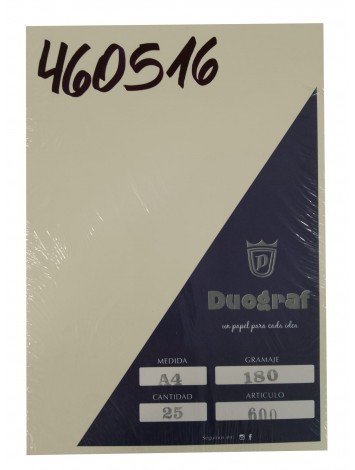 460516
P
Duograf
un papel para cada idea
MEDIDA GRAMAJE
A4 180
CANTIDAD ARTICULO
25 600